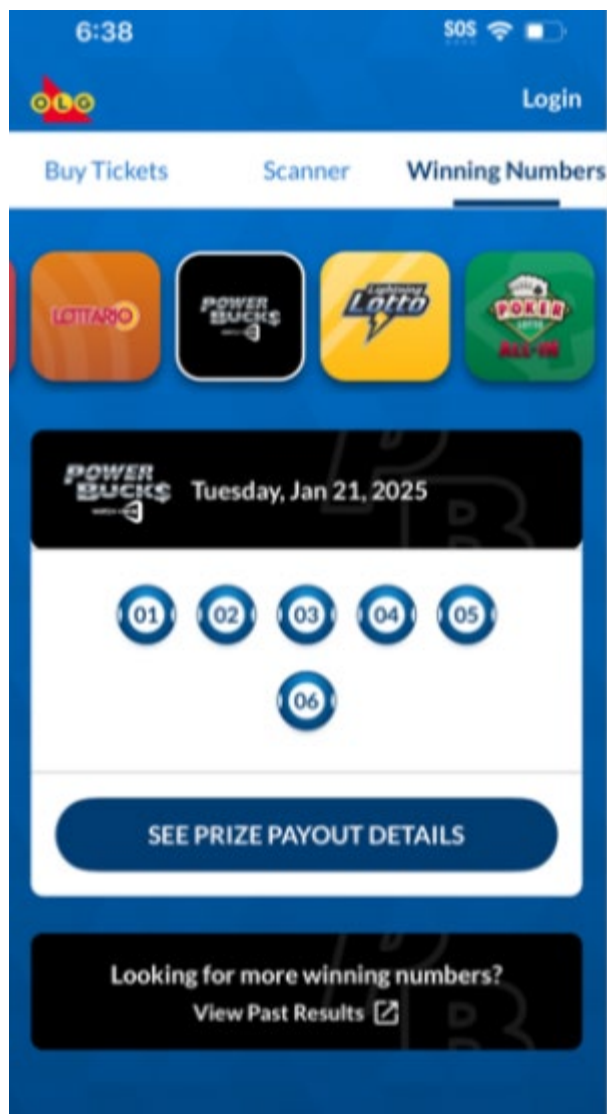 6:38 SOS
OLG Login
Buy Tickets Scanner Winning Numbers
LOTTARIO POWER BUCKS Lightning Lotto POKER LOTTO ALL-IN
POWER BUCKS Tuesday, Jan 21, 2025
01 02 03 04 05
06
SEE PRIZE PAYOUT DETAILS
Looking for more winning numbers?
View Past Results
PB